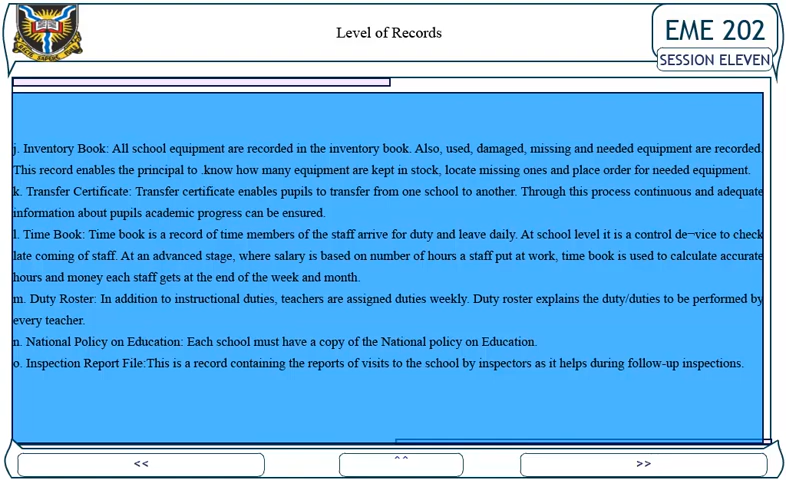 Level of Records
EME 202
SESSION ELEVEN
j. Inventory Book: All school equipment are recorded in the inventory book. Also, used, damaged, missing and needed equipment are recorded.
This record enables the principal to .know how many equipment are kept in stock, locate missing ones and place order for needed equipment.
k. Transfer Certificate: Transfer certificate enables pupils to transfer from one school to another. Through this process continuous and adequate
information about pupils academic progress can be ensured.
l. Time Book: Time book is a record of time members of the staff arrive for duty and leave daily. At school level it is a control de¬vice to check
late coming of staff. At an advanced stage, where salary is based on number of hours a staff put at work, time book is used to calculate accurate
hours and money each staff gets at the end of the week and month.
m. Duty Roster: In addition to instructional duties, teachers are assigned duties weekly. Duty roster explains the duty/duties to be performed by
every teacher.
n. National Policy on Education: Each school must have a copy of the National policy on Education.
o. Inspection Report File:This is a record containing the reports of visits to the school by inspectors as it helps during follow-up inspections.
<< ^^ >>